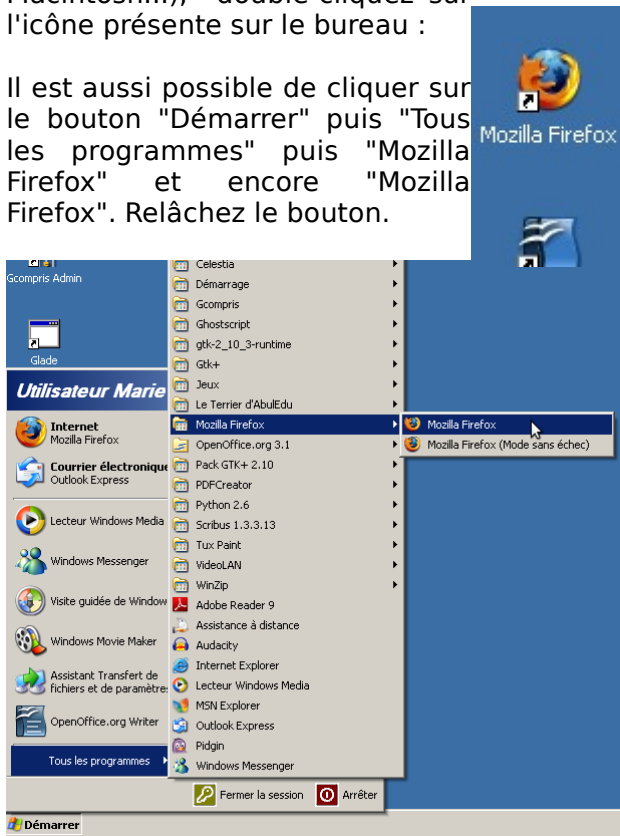 l'icône présente sur le bureau :
Il est aussi possible de cliquer sur
le bouton "Démarrer" puis "Tous
les programmes" puis "Mozilla
Firefox" et encore "Mozilla
Firefox". Relâchez le bouton.
Mozilla Firefox
Gcompris Admin
Glade
Utilisateur Marie
Internet
Mozilla Firefox
Courrier électronique
Outlook Express
Lecteur Windows Media
Windows Messenger
Visite guidée de Window
Windows Movie Maker
Assistant Transfert de
fichiers et de paramètre
OpenOffice.org Writer
Tous les programmes
Celestia
Démarrage
Gcompris
Ghostscript
gtk-2_10_3-runtime
Gtk+
Jeux
Le Terrier d'AbulEdu
Mozilla Firefox
OpenOffice.org 3.1
Pack GTK+ 2.10
PDFCreator
Python 2.6
Scribus 1.3.3.13
Tux Paint
VideoLAN
WinZip
Adobe Reader 9
Assistance à distance
Audacity
Internet Explorer
Lecteur Windows Media
MSN Explorer
Outlook Express
Pidgin
Windows Messenger
Mozilla Firefox
Mozilla Firefox (Mode sans échec)
Fermer la session
Arrêter
Démarrer